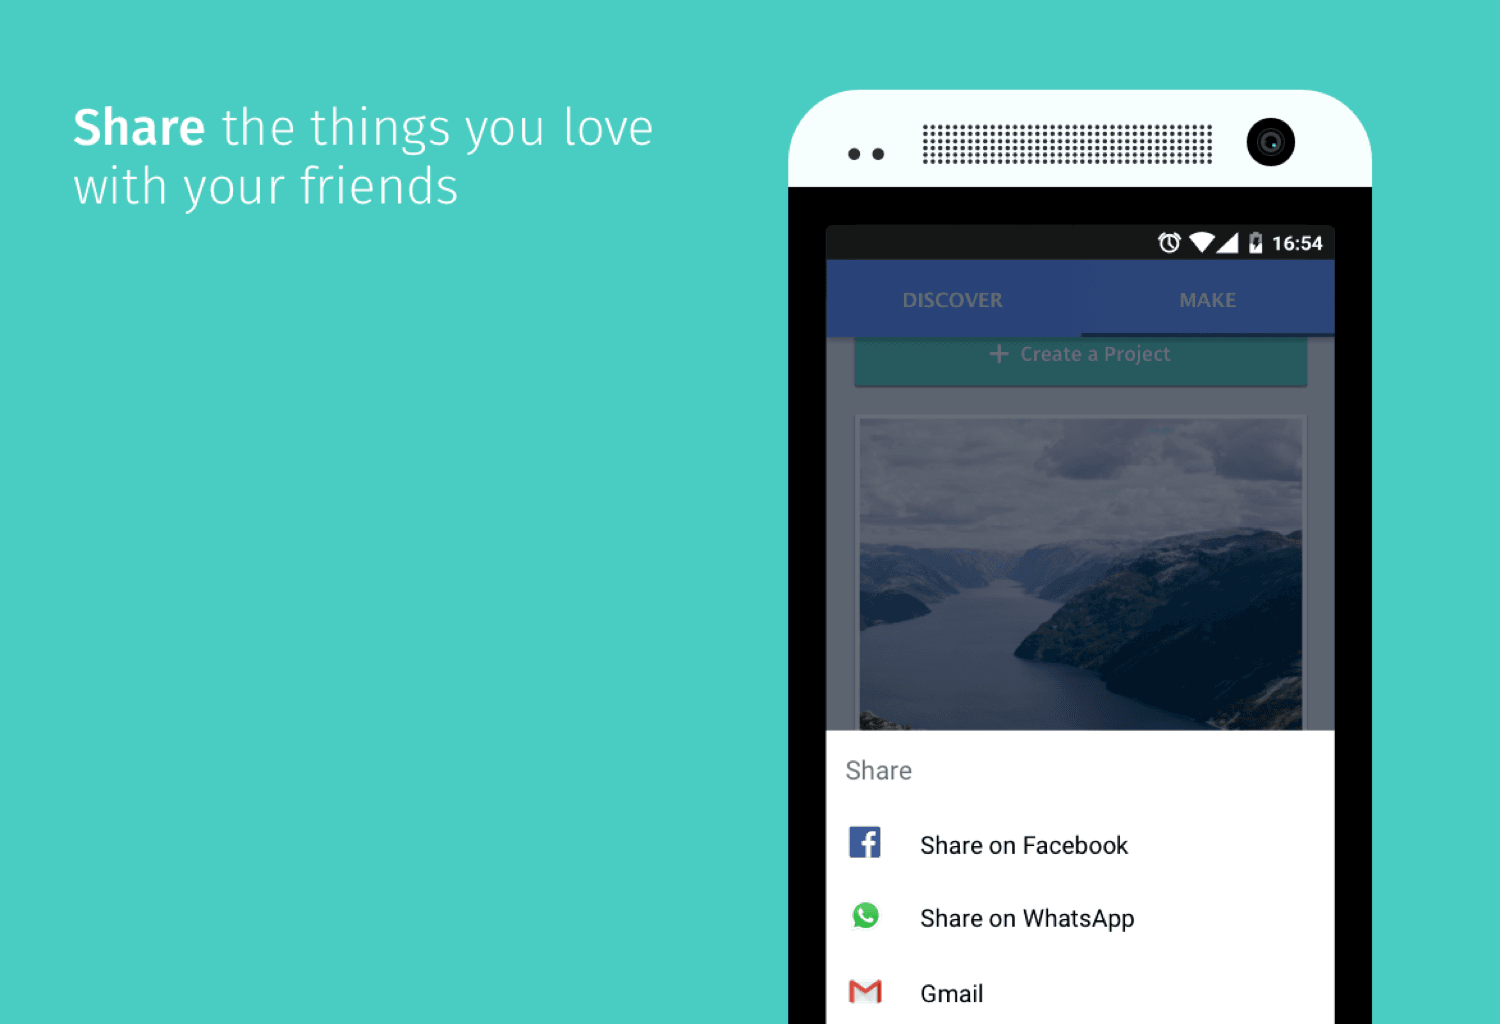 Share the things you love
with your friends
16:54
DISCOVER
MAKE
+ Create a Project
Share
Share on Facebook
Share on WhatsApp
Gmail